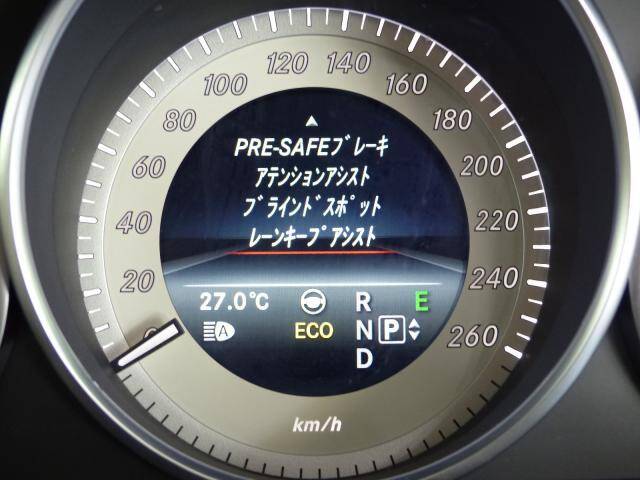 0
20
40
60
80
100
120
140
160
180
200
220
240
260
PRE-SAFEブレーキ
アテンションアシスト
ブラインドスポット
レーンキープアシスト
27.0℃ R E
A ECO N P
D
km/h